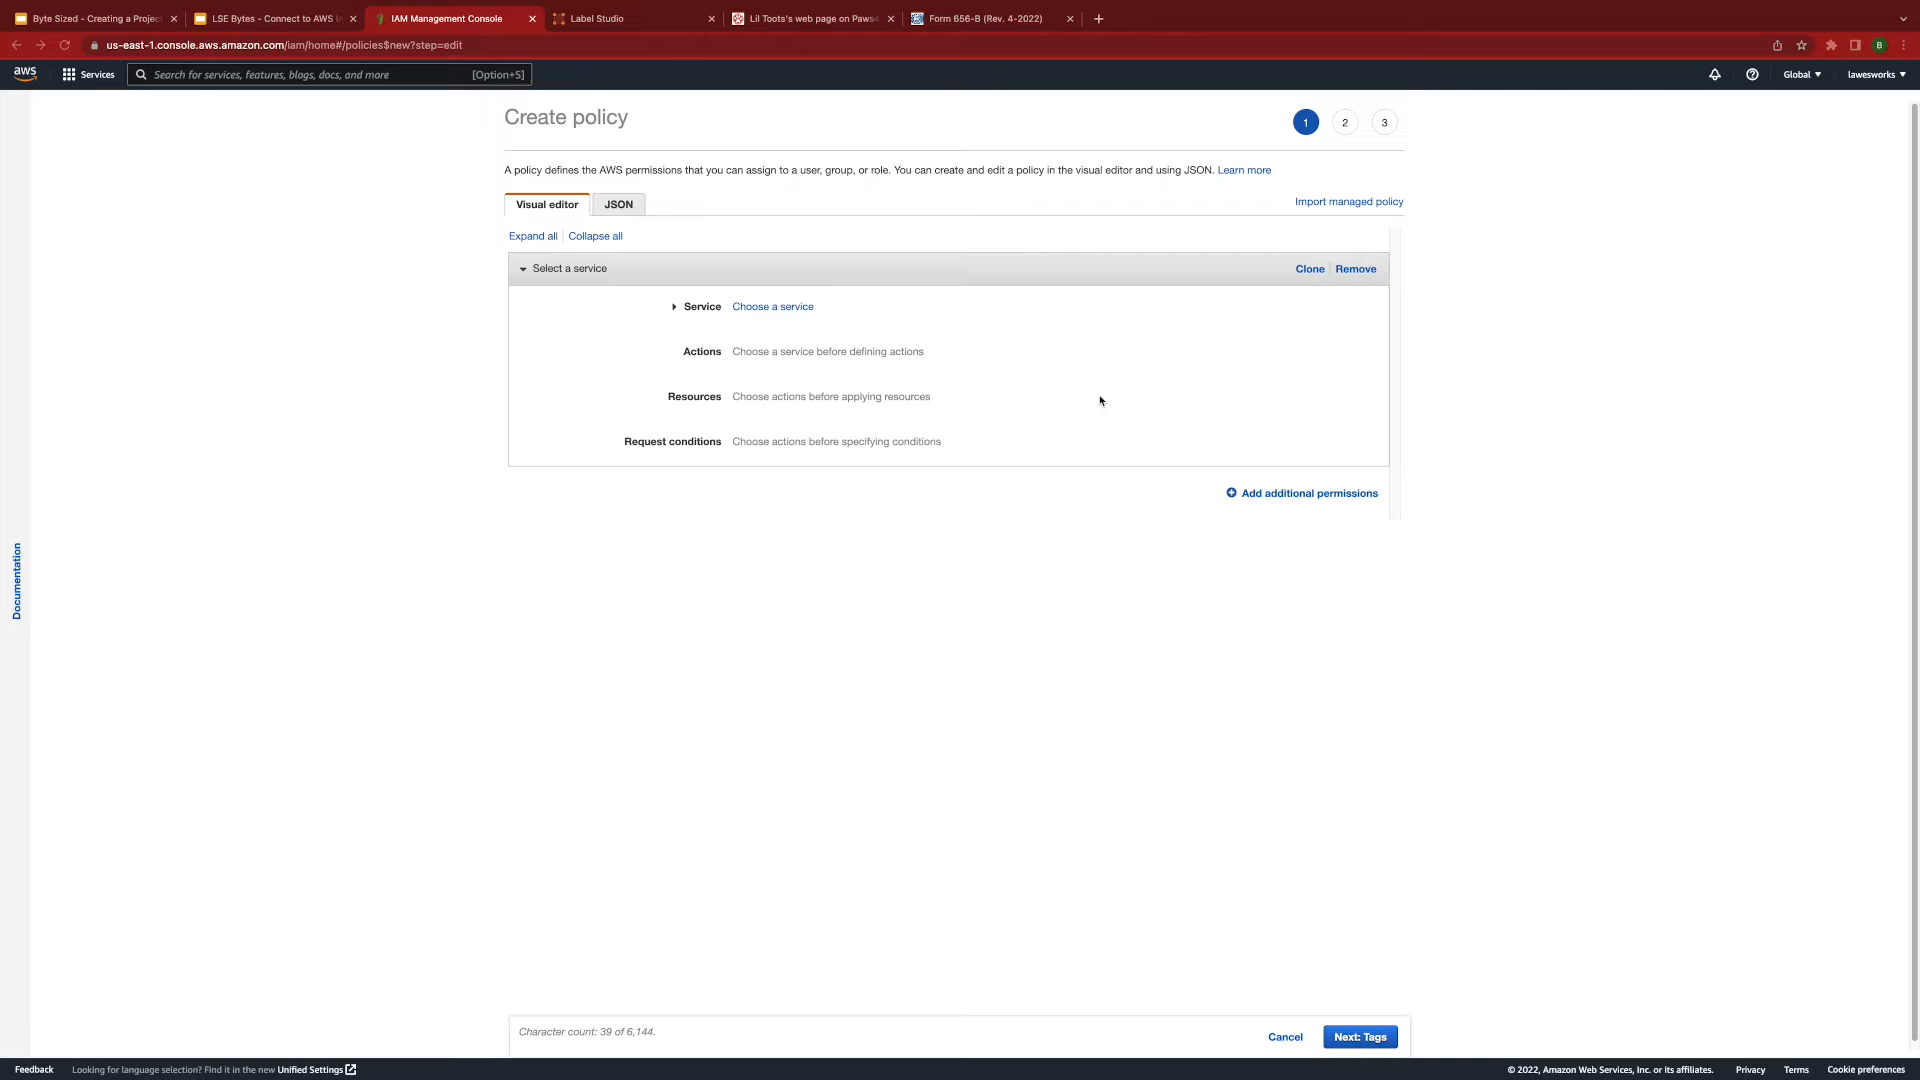 Byte Sized - Creating a Projec
LSE Bytes - Connect to AWS I
IAM Management Console
Label Studio
Lil Toots's web page on Paws
Form 656-B (Rev. 4-2022)
us-east-1.console.aws.amazon.com/iam/home#/policies$new?step=edit
B
aws
Services
Search for services, features, blogs, docs, and more
[Option+S]
Global
lawesworks
Create policy
1
2
3
A policy defines the AWS permissions that you can assign to a user, group, or role. You can create and edit a policy in the visual editor and using JSON. Learn more
Visual editor
JSON
Import managed policy
Expand all
Collapse all
Select a service
Clone
Remove
Service
Choose a service
Actions
Choose a service before defining actions
Resources
Choose actions before applying resources
Request conditions
Choose actions before specifying conditions
Add additional permissions
Documentation
Character count: 39 of 6,144.
Cancel
Next: Tags
Feedback
Looking for language selection? Find it in the new Unified Settings
© 2022, Amazon Web Services, Inc. or its affiliates.
Privacy
Terms
Cookie preferences